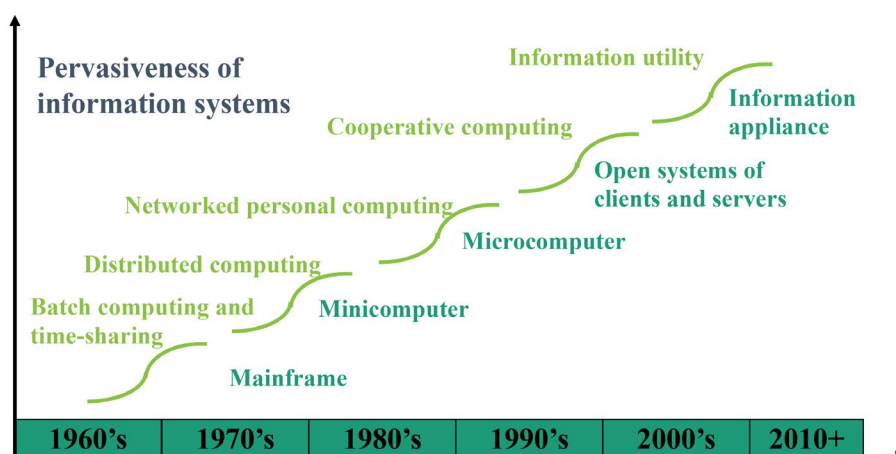 Pervasiveness of
information systems
Information utility
Information
appliance
Cooperative computing
Open systems of
clients and servers
Networked personal computing
Microcomputer
Distributed computing
Minicomputer
Batch computing and
time-sharing
Mainframe
1960's 1970's 1980's 1990's 2000's 2010+